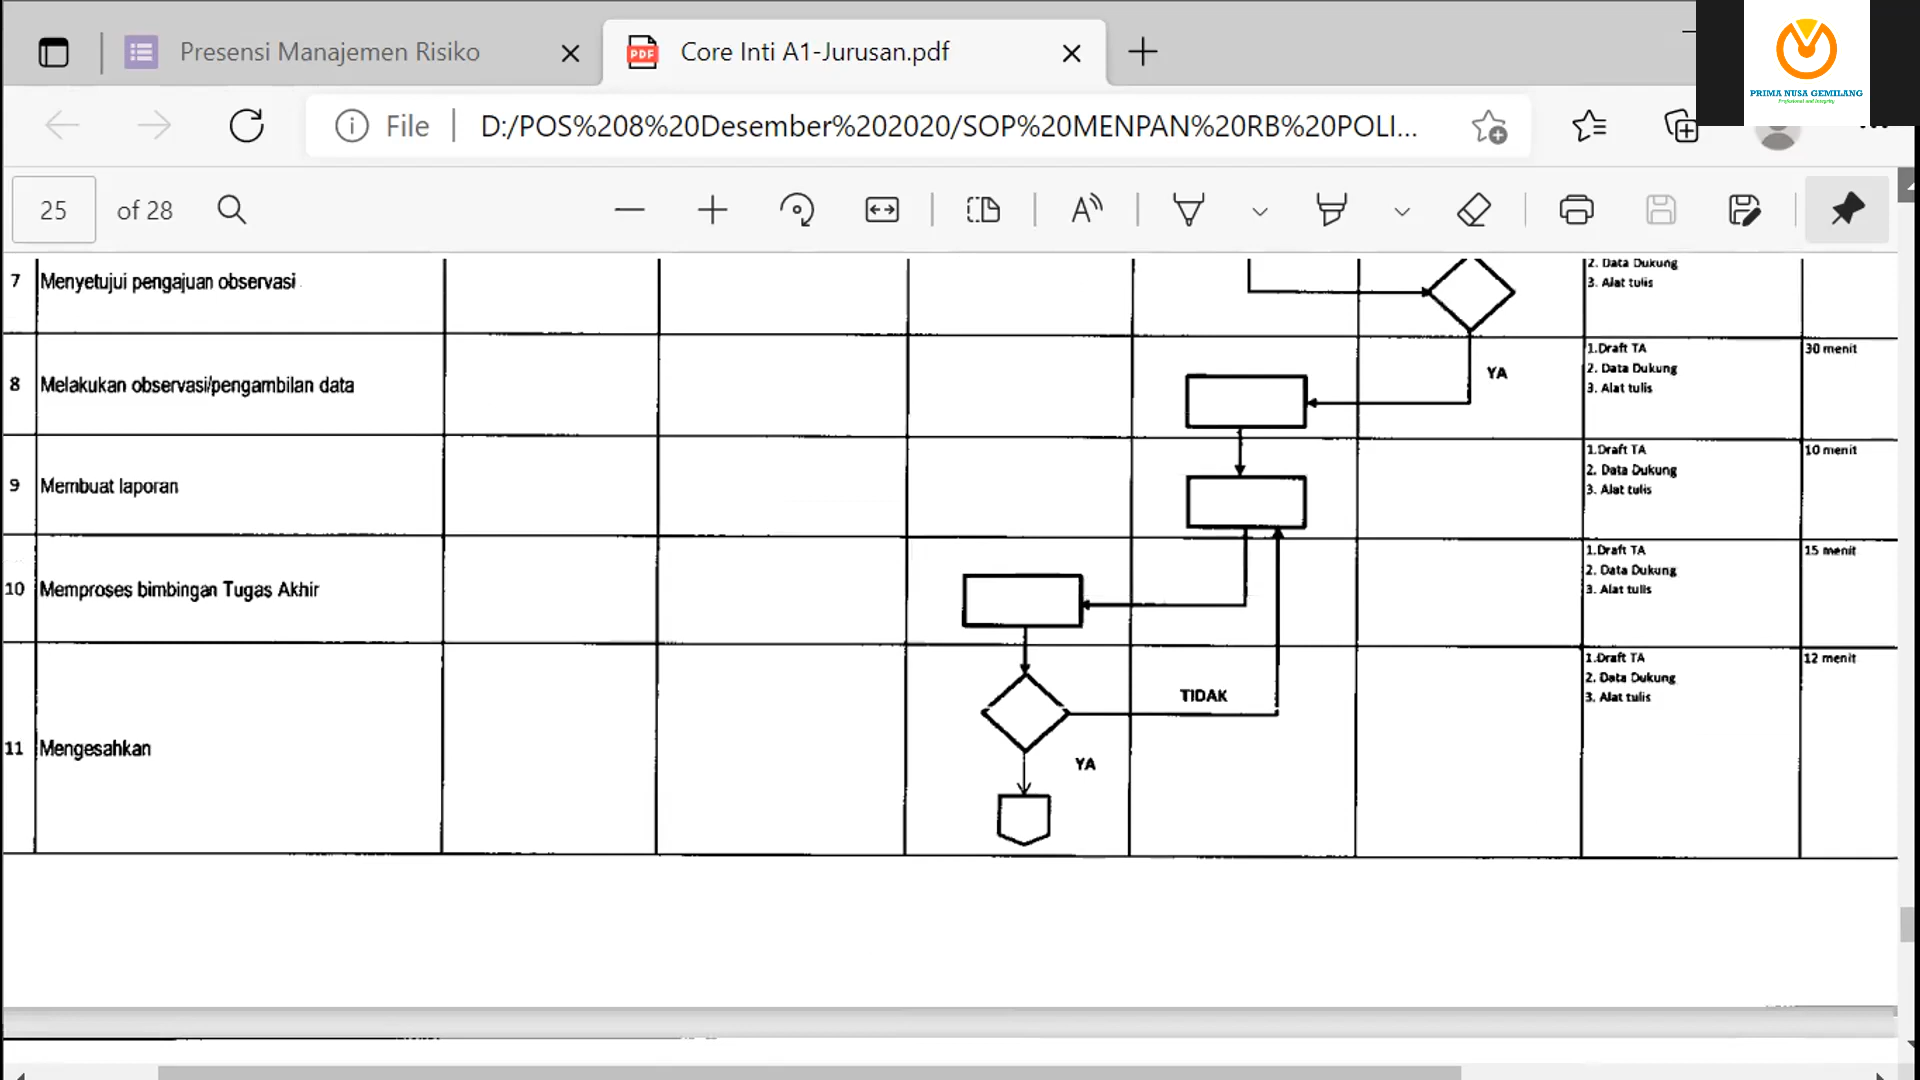 Presensi Manajemen Risiko
Core Inti A1-Jurusan.pdf
PRIMA NUSA GEMILANG
Profesional and Integrity
File
D:/POS%208%20Desember%202020/SOP%20MENPAN%20RB%20POLI...
25 of 28
7 Menyetujui pengajuan observasi
2. Data Dukung
3. Alat tulis
8 Melakukan observasi/pengambilan data
YA
1.Draft TA
2. Data Dukung
3. Alat tulis
30 menit
9 Membuat laporan
1.Draft TA
2. Data Dukung
3. Alat tulis
10 menit
10 Memproses bimbingan Tugas Akhir
1.Draft TA
2. Data Dukung
3. Alat tulis
15 menit
11 Mengesahkan
TIDAK
YA
1.Draft TA
2. Data Dukung
3. Alat tulis
12 menit